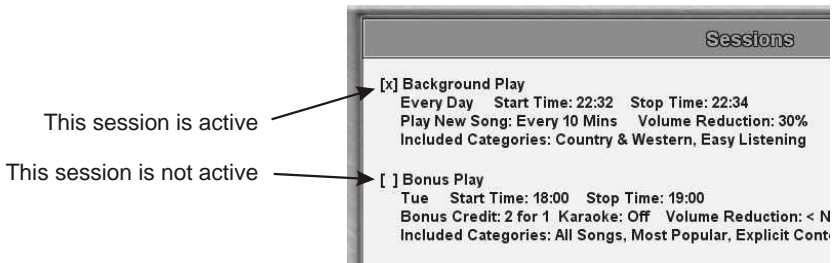 Sessions
[x] Background Play
Every Day Start Time: 22:32 Stop Time: 22:34
Play New Song: Every 10 Mins Volume Reduction: 30%
Included Categories: Country & Western, Easy Listening
This session is active
This session is not active
[ ] Bonus Play
Tue Start Time: 18:00 Stop Time: 19:00
Bonus Credit: 2 for 1 Karaoke: Off Volume Reduction: < N
Included Categories: All Songs, Most Popular, Explicit